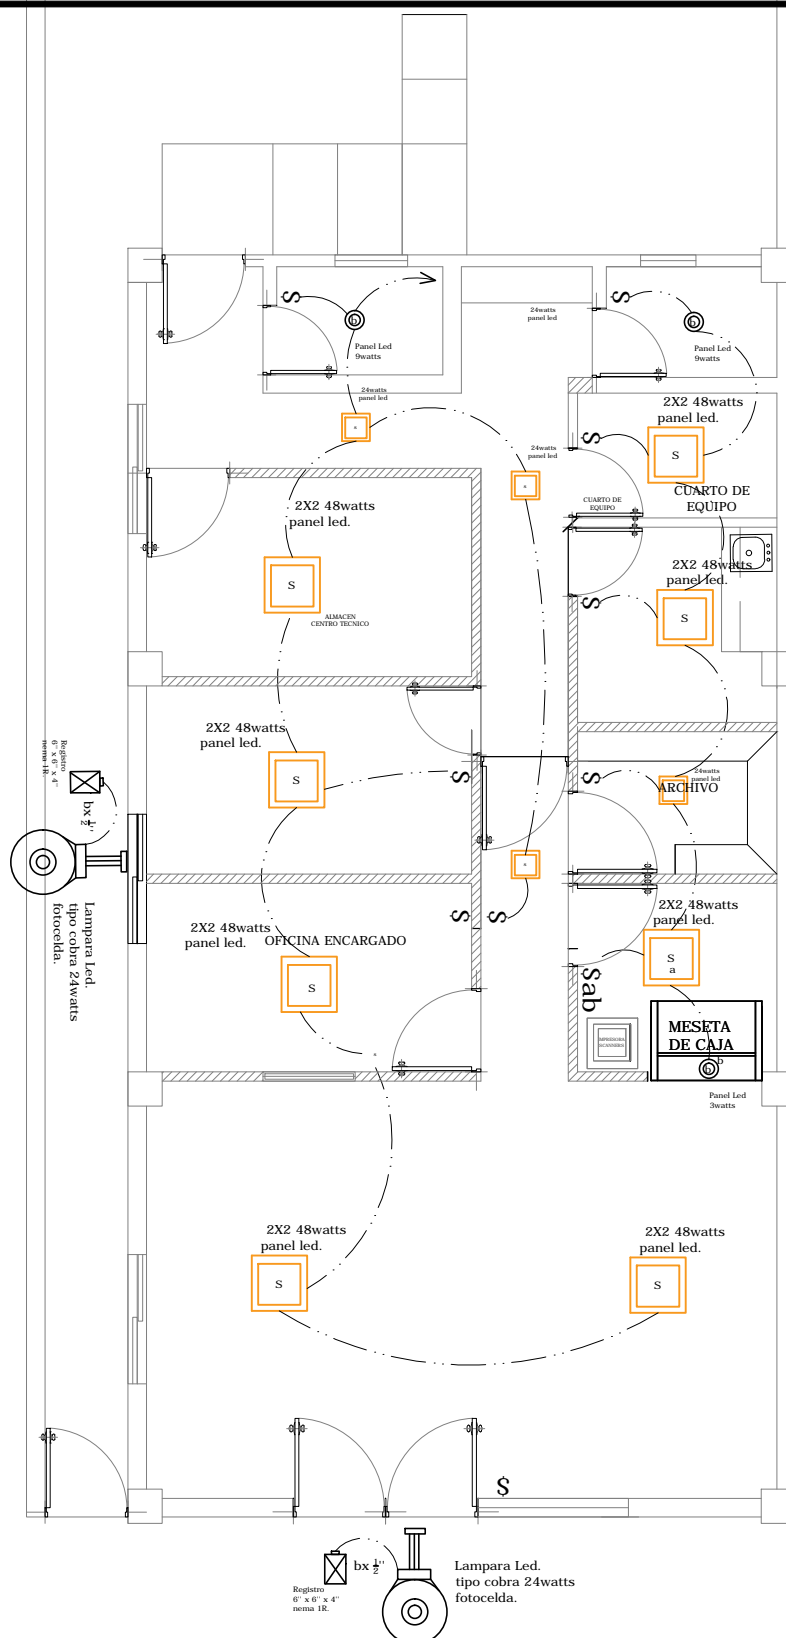 $
b
Panel Led
9watts
24watts
panel led
$
b
Panel Led
9watts
24watts
panel led
s
2X2 48watts
panel led.
$
S
CUARTO DE
EQUIPO
24watts
panel led
s
CUARTO DE
EQUIPO
2X2 48watts
panel led.
S
ALMACEN
CENTRO TECNICO
2X2 48watts
panel led.
$
S
2X2 48watts
panel led.
S
$
Registro
6'' x 6'' x 4''
nema 1R.
bx ½''
Lampara Led.
tipo cobra 24watts
fotocelda.
$
24watts
panel led
ARCHIVO
s
2X2 48watts
panel led.
OFICINA ENCARGADO
S
$
$
2X2 48watts
panel led.
S
a
$ab
IMPRESORA
SCANNERS
MESETA
DE CAJA
b
b
Panel Led
3watts
2X2 48watts
panel led.
S
2X2 48watts
panel led.
S
$
bx ½''
Registro
6'' x 6'' x 4''
nema 1R.
Lampara Led.
tipo cobra 24watts
fotocelda.